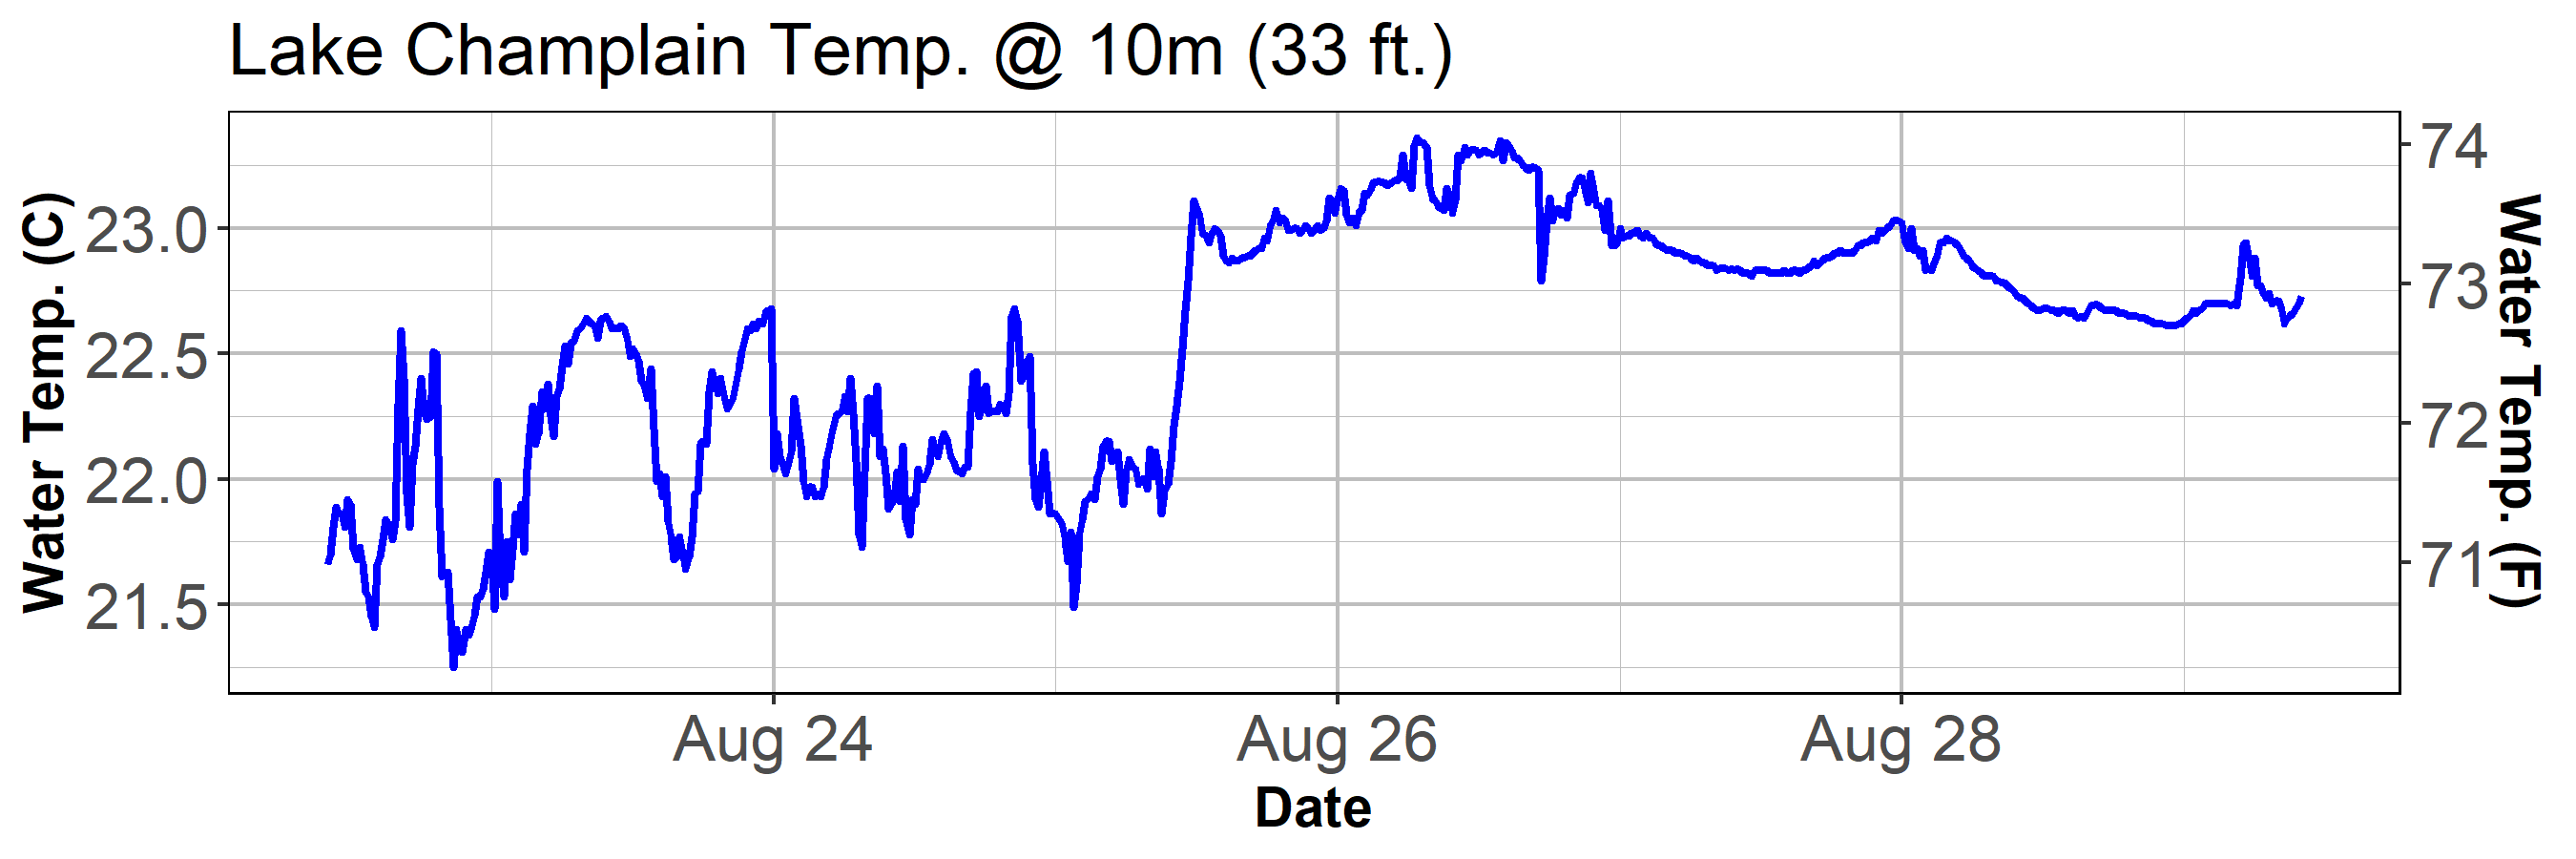 Lake Champlain Temp. @ 10m (33 ft.)
Water Temp. (C)
23.0
22.5
22.0
21.5
74
73
72
71
Water Temp. (F)
Aug 24
Aug 26
Aug 28
Date